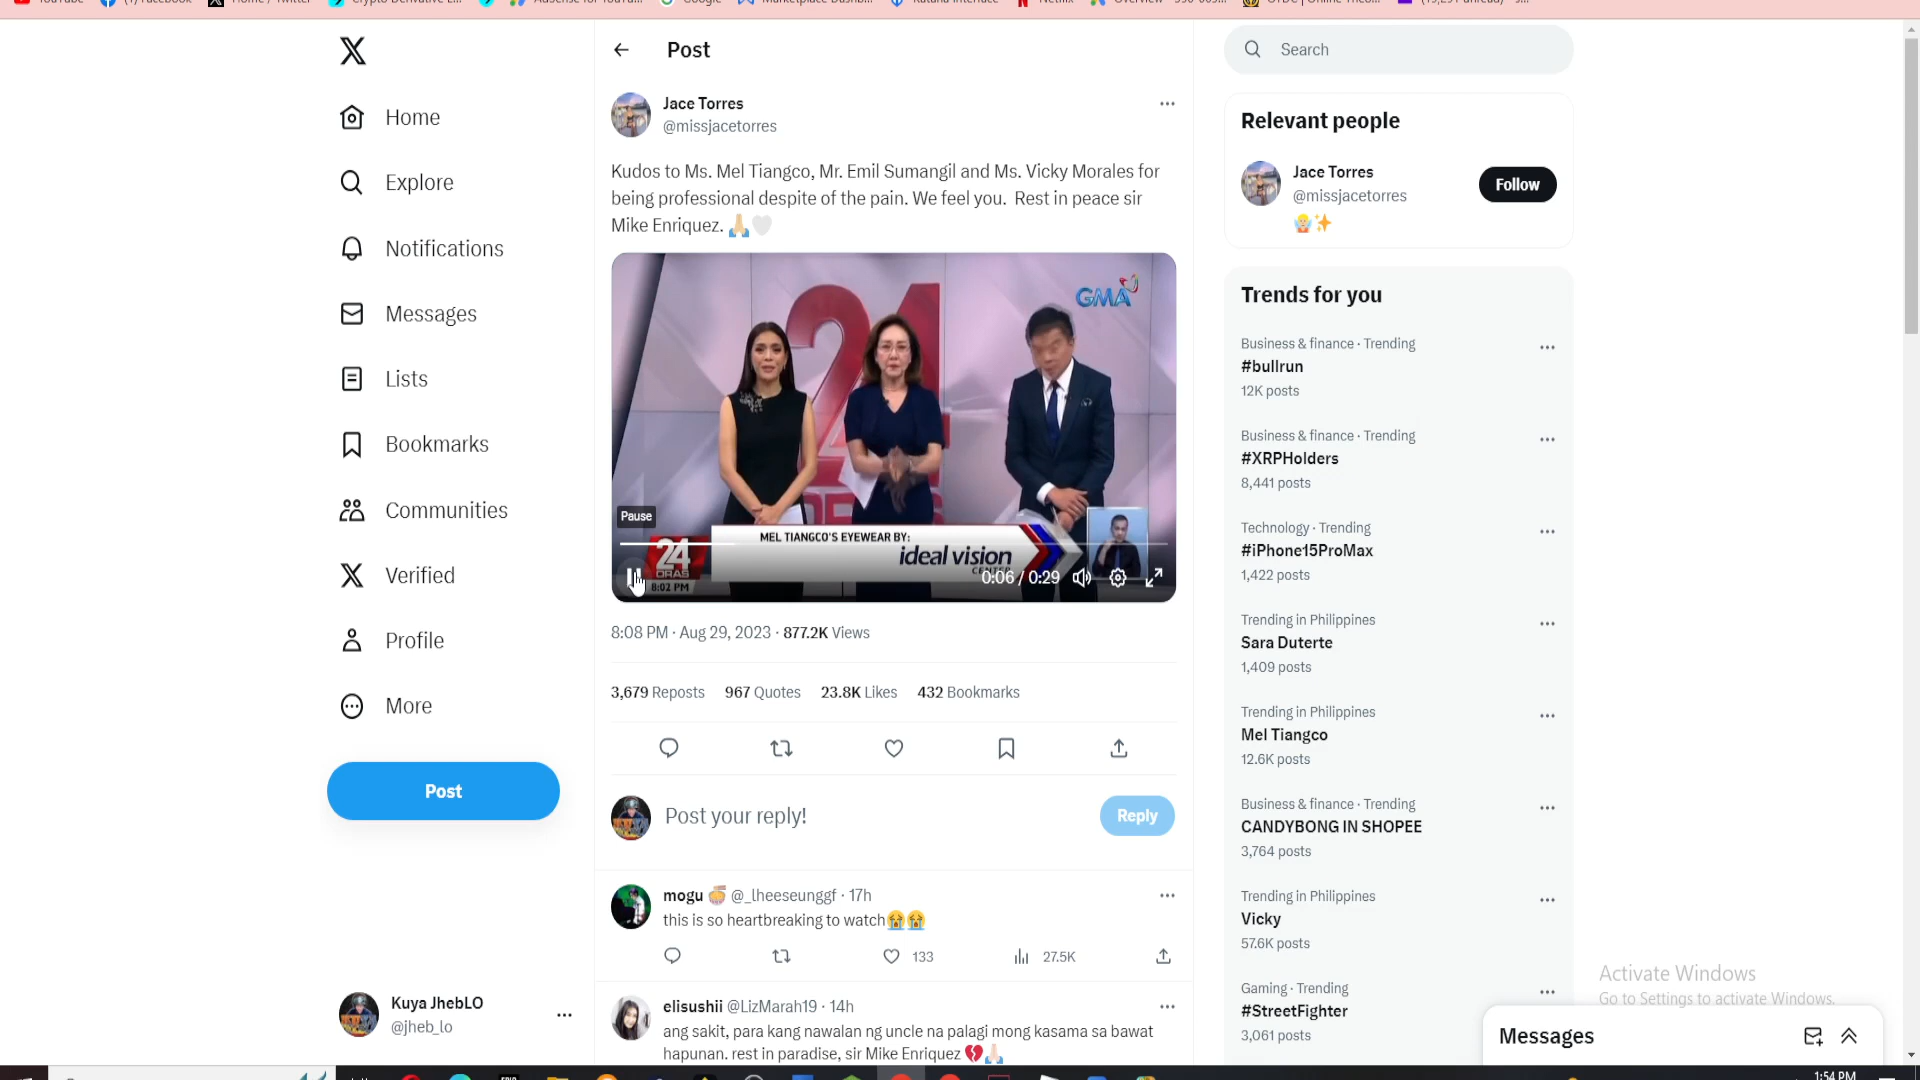 Post
Search
Jace Torres
@missjacetorres
Relevant people
Home
Explore
Notifications
Messages
Lists
Bookmarks
Communities
Verified
Profile
More
Post
Kuya JhebLO
@jheb_lo
Kudos to Ms. Mel Tiangco, Mr. Emil Sumangil and Ms. Vicky Morales for
being professional despite of the pain. We feel you. Rest in peace sir
Mike Enriquez. 🙏🏻🤍
GMA
24
Pause
MEL TIANGCO'S EYEWEAR BY:
ideal vision
CENTER
24
ORAS
8:02 PM
0:06 / 0:29
8:08 PM · Aug 29, 2023 · 877.2K Views
3,679 Reposts 967 Quotes 23.8K Likes 432 Bookmarks
Post your reply!
Reply
mogu 🍜 @_lheeseunggf · 17h
this is so heartbreaking to watch😭😭
133
27.5K
elisushii @LizMarah19 · 14h
ang sakit, para kang nawalan ng uncle na palagi mong kasama sa bawat
hapunan. rest in paradise, sir Mike Enriquez 💔🙏🏻
Jace Torres
@missjacetorres
Follow
Trends for you
Business & finance · Trending
#bullrun
12K posts
Business & finance · Trending
#XRPHolders
8,441 posts
Technology · Trending
#iPhone15ProMax
1,422 posts
Trending in Philippines
Sara Duterte
1,409 posts
Trending in Philippines
Mel Tiangco
12.6K posts
Business & finance · Trending
CANDYBONG IN SHOPEE
3,764 posts
Trending in Philippines
Vicky
57.6K posts
Gaming · Trending
#StreetFighter
3,061 posts
Activate Windows
Go to Settings to activate Windows.
Messages
1:54 PM